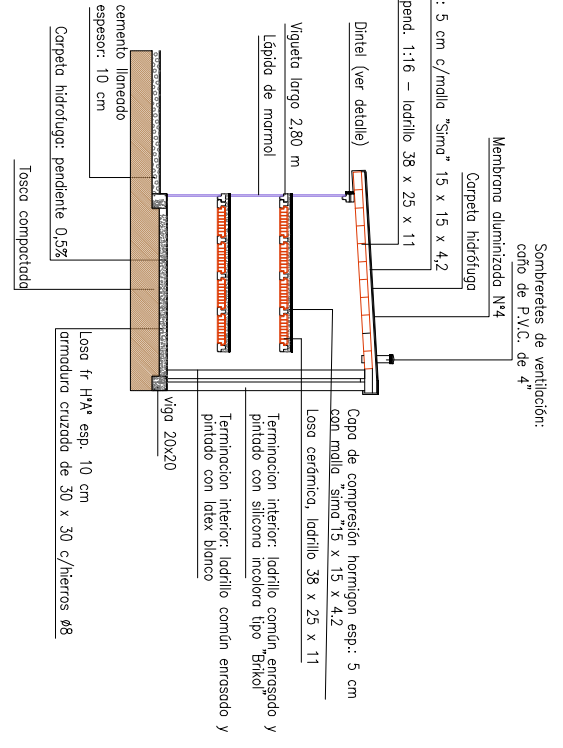 Sombreretes de ventilación:
caño de P.V.C. de 4"
Membrana aluminizada Nº4
Carpeta hidrófuga
: 5 cm c/malla "Sima" 15 x 15 x 4,2
pend. 1:16 – ladrillo 38 x 25 x 11
Dintel (ver detalle)
Vigueta largo 2,80 m
Lápida de marmol
cemento llaneado
espesor: 10 cm
Carpeta hidrofuga: pendiente 0,5%
Tosca compactada
Capa de compresión hormigon esp.: 5 cm
con malla "sima"15 x 15 x 4.2
Losa cerámica, ladrillo 38 x 25 x 11
Terminacion interior: ladrillo común enrasado y
pintado con silicona incolora tipo "Brikol"
Terminacion interior: ladrillo común enrasado y
pintado con latex blanco
viga 20x20
Losa fr HºAº esp. 10 cm
armadura cruzada de 30 x 30 c/hierros ø8